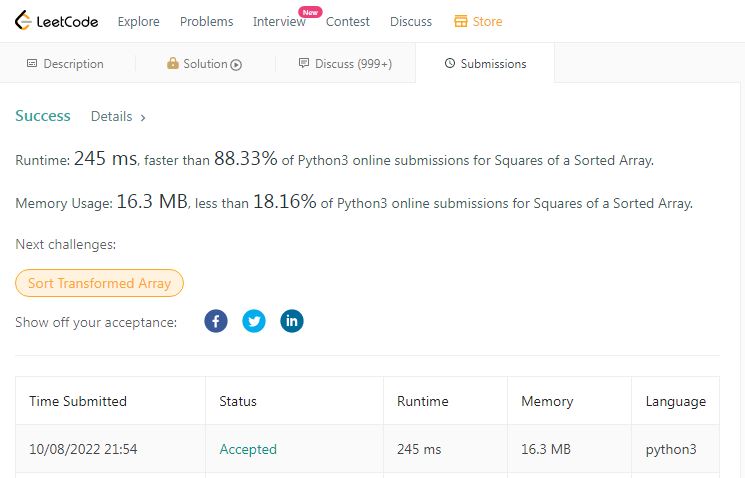 LeetCode Explore Problems Interview New Contest Discuss Store
Description Solution Discuss (999+) Submissions
Success Details >
Runtime: 245 ms, faster than 88.33% of Python3 online submissions for Squares of a Sorted Array.
Memory Usage: 16.3 MB, less than 18.16% of Python3 online submissions for Squares of a Sorted Array.
Next challenges:
Sort Transformed Array
Show off your acceptance:
Time Submitted Status Runtime Memory Language
10/08/2022 21:54 Accepted 245 ms 16.3 MB python3